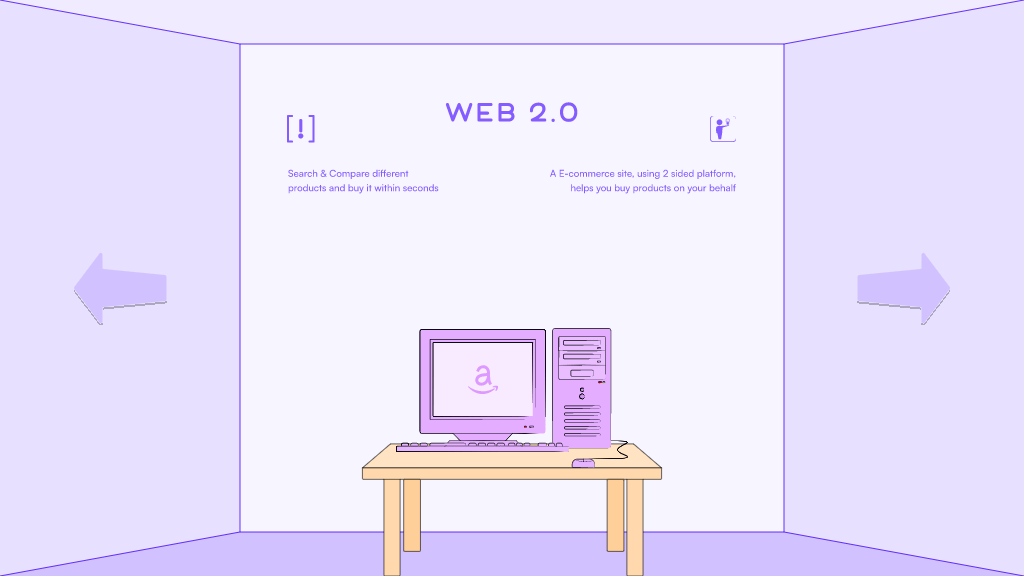 WEB 2.0
[!]
Search & Compare different
products and buy it within seconds
A E-commerce site, using 2 sided platform,
helps you buy products on your behalf
a